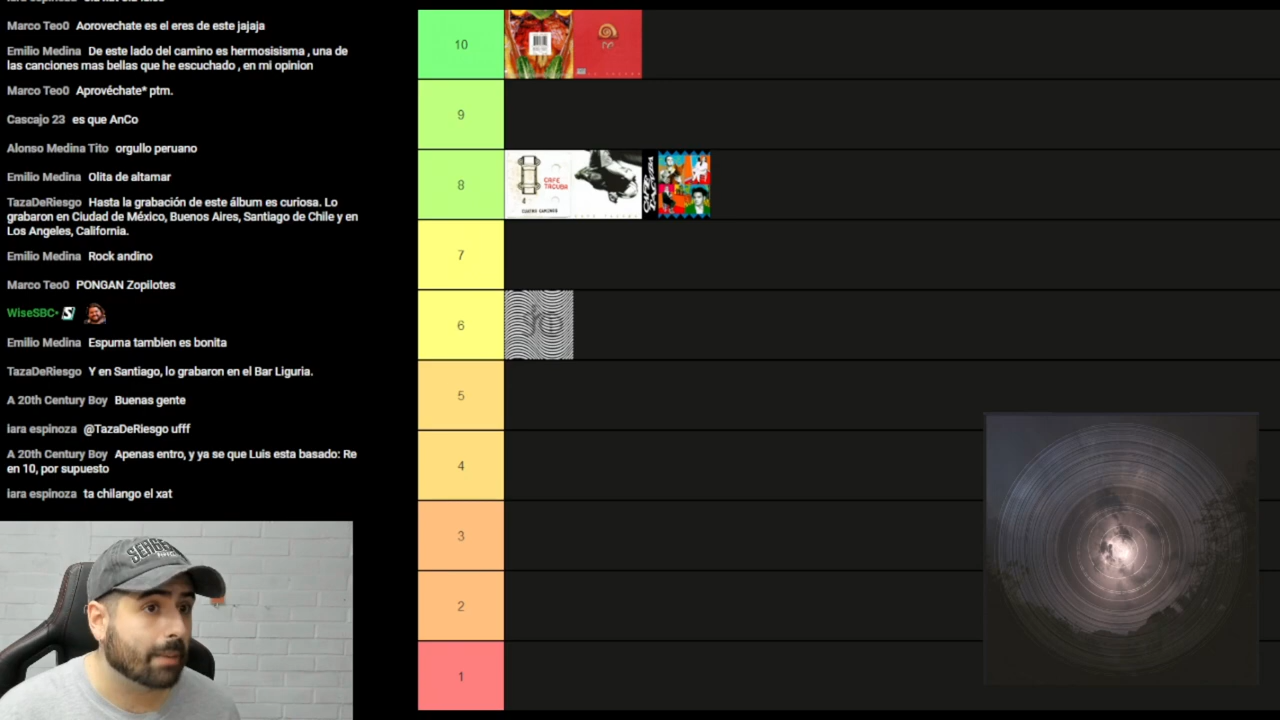 Marco Teo0 Aorovechate es el eres de este jajaja
Emilio Medina De este lado del camino es hermosisisma , una de
las canciones mas bellas que he escuchado , en mi opinion
Marco Teo0 Aprovéchate* ptm.
Cascajo 23 es que AnCo
Alonso Medina Tito orgullo peruano
Emilio Medina Olita de altamar
TazaDeRiesgo Hasta la grabación de este álbum es curiosa. Lo
grabaron en Ciudad de México, Buenos Aires, Santiago de Chile y en
Los Angeles, California.
Emilio Medina Rock andino
Marco Teo0 PONGAN Zopilotes
WiseSBC•
Emilio Medina Espuma tambien es bonita
TazaDeRiesgo Y en Santiago, lo grabaron en el Bar Liguria.
A 20th Century Boy Buenas gente
iara espinoza @TazaDeRiesgo ufff
A 20th Century Boy Apenas entro, y ya se que Luis esta basado: Re
en 10, por supuesto
iara espinoza ta chilango el xat
10
9
8
CAFE
TACUBA
CUATRO CAMINOS
7
6
5
4
3
2
1